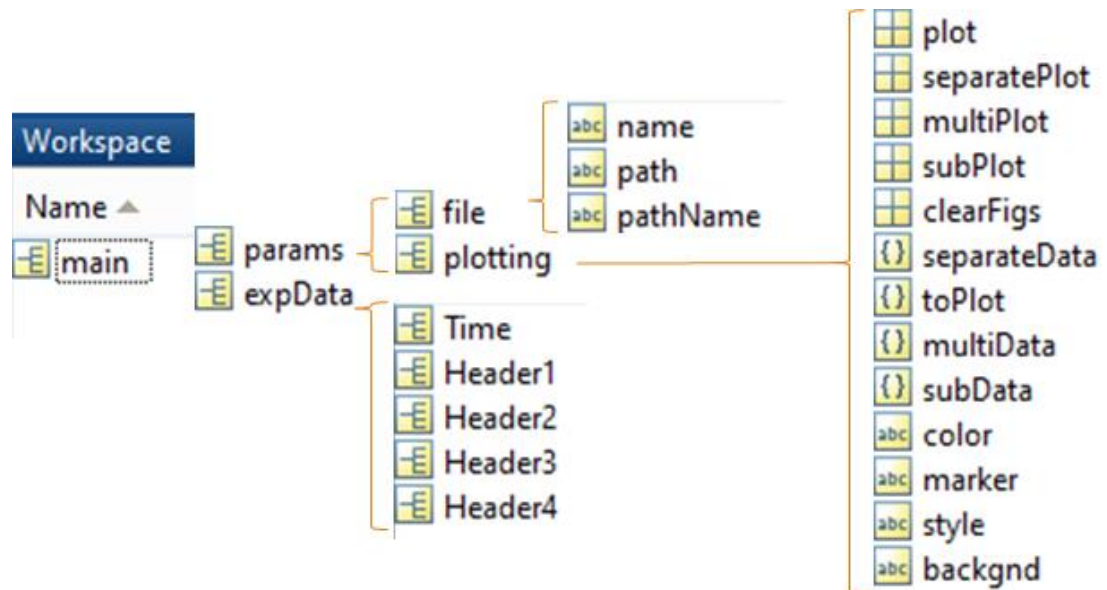 Workspace
Name
main
params
expData
file
plotting
name
path
pathName
Time
Header1
Header2
Header3
Header4
plot
separatePlot
multiPlot
subPlot
clearFigs
separateData
toPlot
multiData
subData
color
marker
style
backgnd